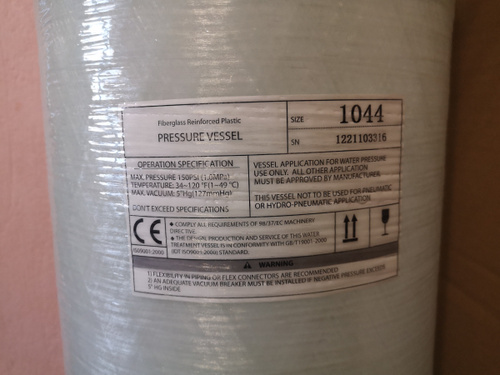 Fiberglass Reinforced Plastic
PRESSURE VESSEL
SIZE 1044
SN 1221103316
OPERATION SPECIFICATION
MAX. PRESSURE 150PSI (1.0MPa)
TEMPERATURE: 34~120 °F(1~49 °C)
MAX. VACUUM: 5"Hg(127mmHg)
DON'T EXCEED SPECIFICATIONS
VESSEL APPLICATION FOR WATER PRESSURE
USE ONLY. ALL OTHER APPLICATION
MUST BE APPROVED BY MANUFACTURER.
THIS VESSEL NOT TO BE USED FOR PNEUMATIC
OR HYDRO-PNEUMATIC APPLICATION
CE
ISO9001:2000
● COMPLY ALL REQUIREMENTS OF 98/37/EC MACHINERY
DIRECTIVE.
● THE DESIGN, PRODUCTION AND SERVICE OF THIS WATER
TREATMENT VESSEL IS IN CONFORMITY WITH GB/T19001-2000
IDT ISO9001:2000 STANDARD.
WARNING
1) FLEXIBILITY IN PIPING OR FLEX CONNECTORS ARE RECOMMENDED
2) AN ADEQUATE VACUUM BREAKER MUST BE INSTALLED IF NEGATIVE PRESSURE EXCEEDS
5" HG INSIDE.